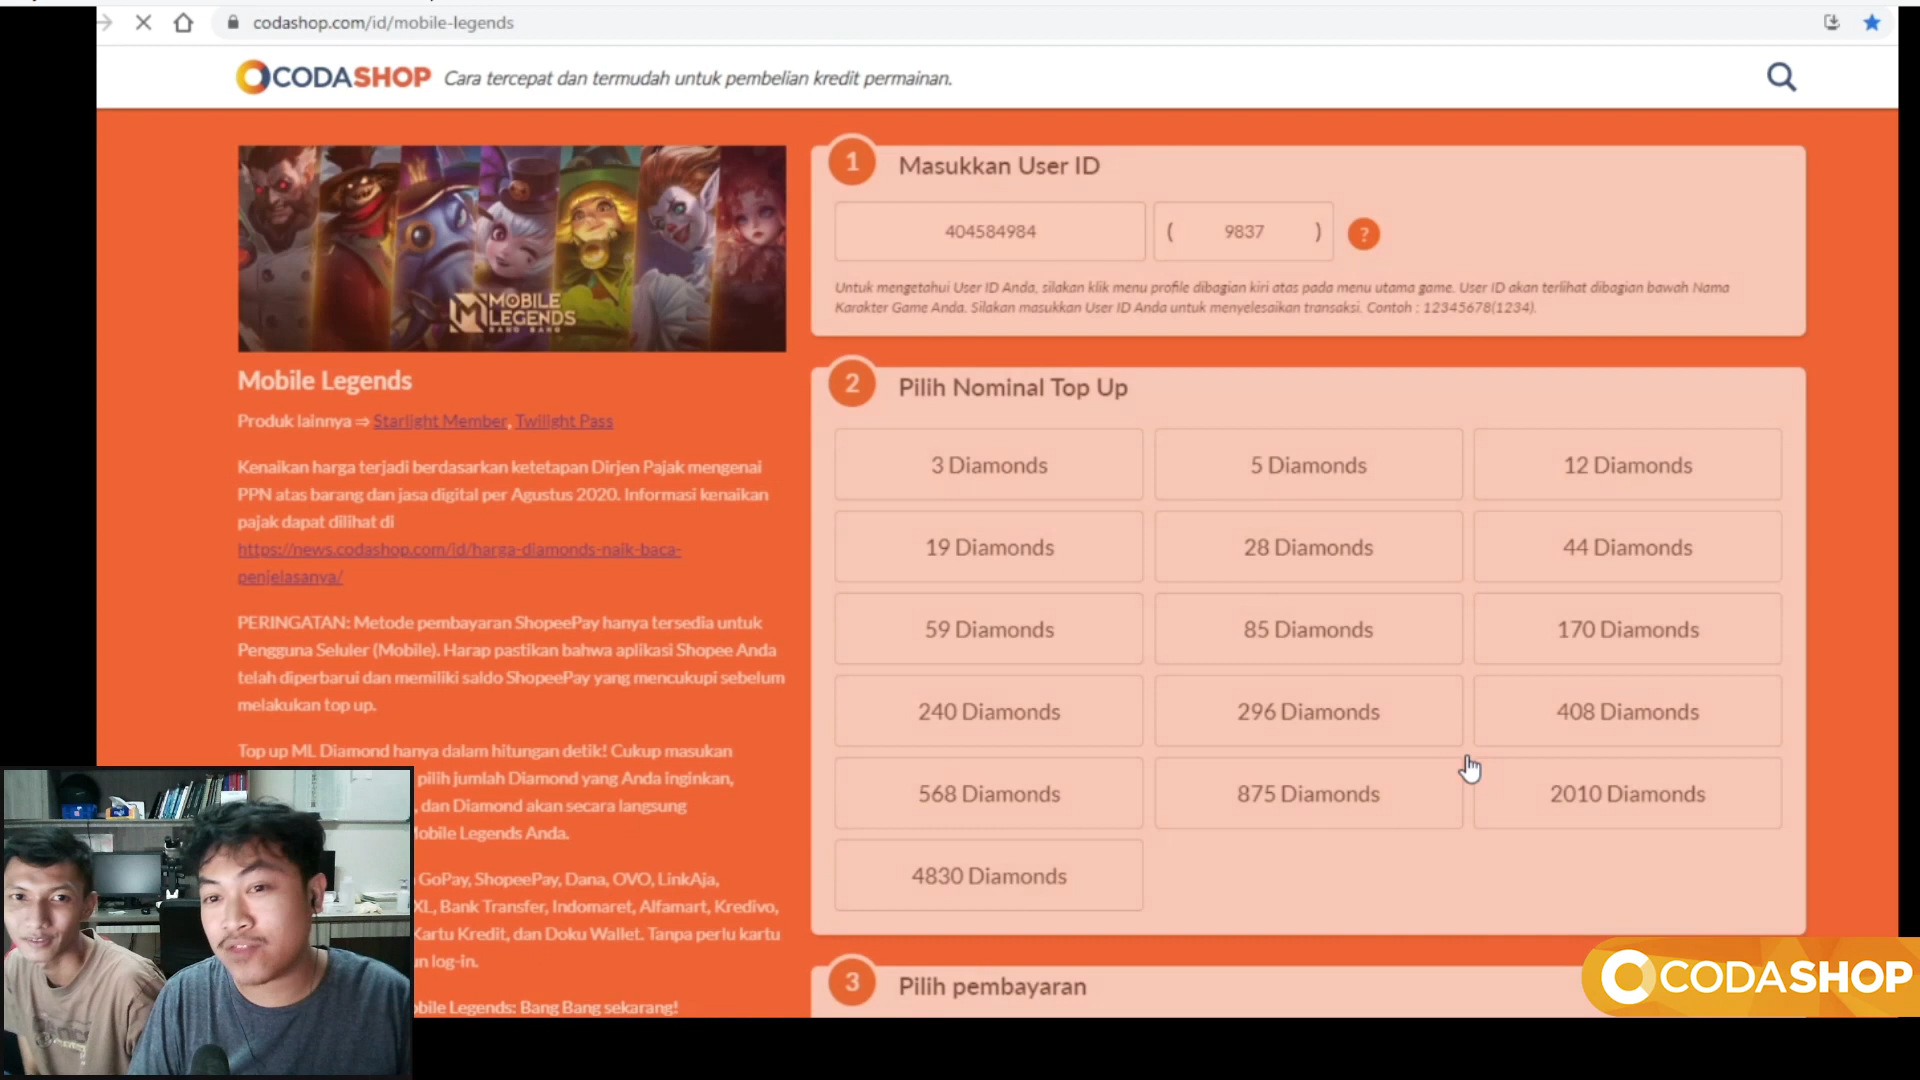 codashop.com/id/mobile-legends
CODASHOP Cara tercepat dan termudah untuk pembelian kredit permainan.
MOBILE
LEGENDS
BANG BANG
Mobile Legends
Produk lainnya ⇒ Starlight Member, Twilight Pass
Kenaikan harga terjadi berdasarkan ketetapan Dirjen Pajak mengenai
PPN atas barang dan jasa digital per Agustus 2020. Informasi kenaikan
pajak dapat dilihat di
https://news.codashop.com/id/harga-diamonds-naik-baca-
penjelasanya/
PERINGATAN: Metode pembayaran ShopeePay hanya tersedia untuk
Pengguna Seluler (Mobile). Harap pastikan bahwa aplikasi Shopee Anda
telah diperbarui dan memiliki saldo ShopeePay yang mencukupi sebelum
melakukan top up.
Top up ML Diamond hanya dalam hitungan detik! Cukup masukan
pilih jumlah Diamond yang Anda inginkan,
, dan Diamond akan secara langsung
Mobile Legends Anda.
GoPay, ShopeePay, Dana, OVO, LinkAja,
XL, Bank Transfer, Indomaret, Alfamart, Kredivo,
Kartu Kredit, dan Doku Wallet. Tanpa perlu kartu
log-in.
Legends: Bang Bang sekarang!
1 Masukkan User ID
404584984 ( 9837 ) ?
Untuk mengetahui User ID Anda, silakan klik menu profile dibagian kiri atas pada menu utama game. User ID akan terlihat dibagian bawah Nama
Karakter Game Anda. Silakan masukkan User ID Anda untuk menyelesaikan transaksi. Contoh : 12345678(1234).
2 Pilih Nominal Top Up
3 Diamonds 5 Diamonds 12 Diamonds
19 Diamonds 28 Diamonds 44 Diamonds
59 Diamonds 85 Diamonds 170 Diamonds
240 Diamonds 296 Diamonds 408 Diamonds
568 Diamonds 875 Diamonds 2010 Diamonds
4830 Diamonds
3 Pilih pembayaran
CODASHOP